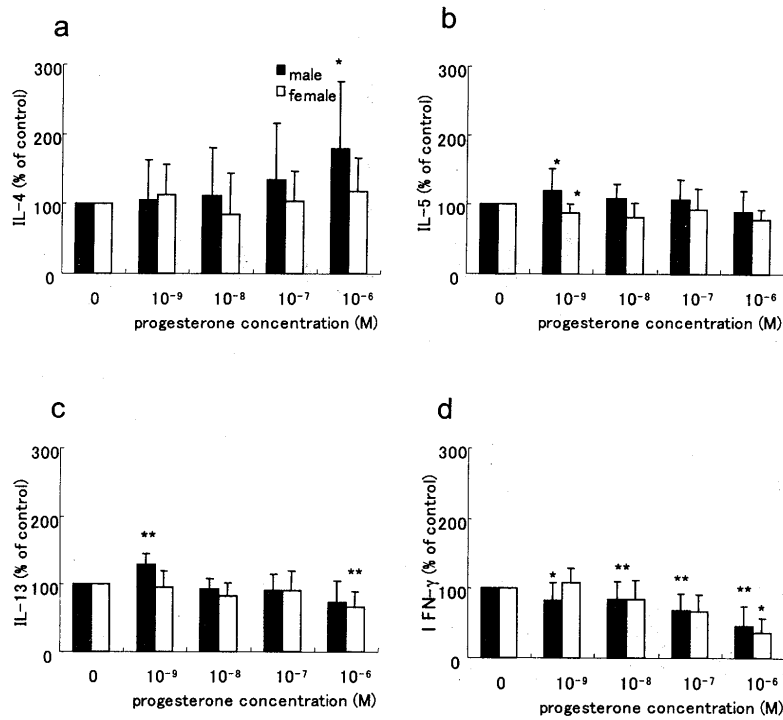 a
300
200
100
0
IL-4 (% of control)
*
male
female
0 10⁻⁹ 10⁻⁸ 10⁻⁷ 10⁻⁶
progesterone concentration (M)
b
300
200
100
0
IL-5 (% of control)
* *
0 10⁻⁹ 10⁻⁸ 10⁻⁷ 10⁻⁶
progesterone concentration (M)
c
300
200
100
0
IL-13 (% of control)
** **
0 10⁻⁹ 10⁻⁸ 10⁻⁷ 10⁻⁶
progesterone concentration (M)
d
300
200
100
0
I FN-γ (% of control)
* ** ** ** *
0 10⁻⁹ 10⁻⁸ 10⁻⁷ 10⁻⁶
progesterone concentration (M)